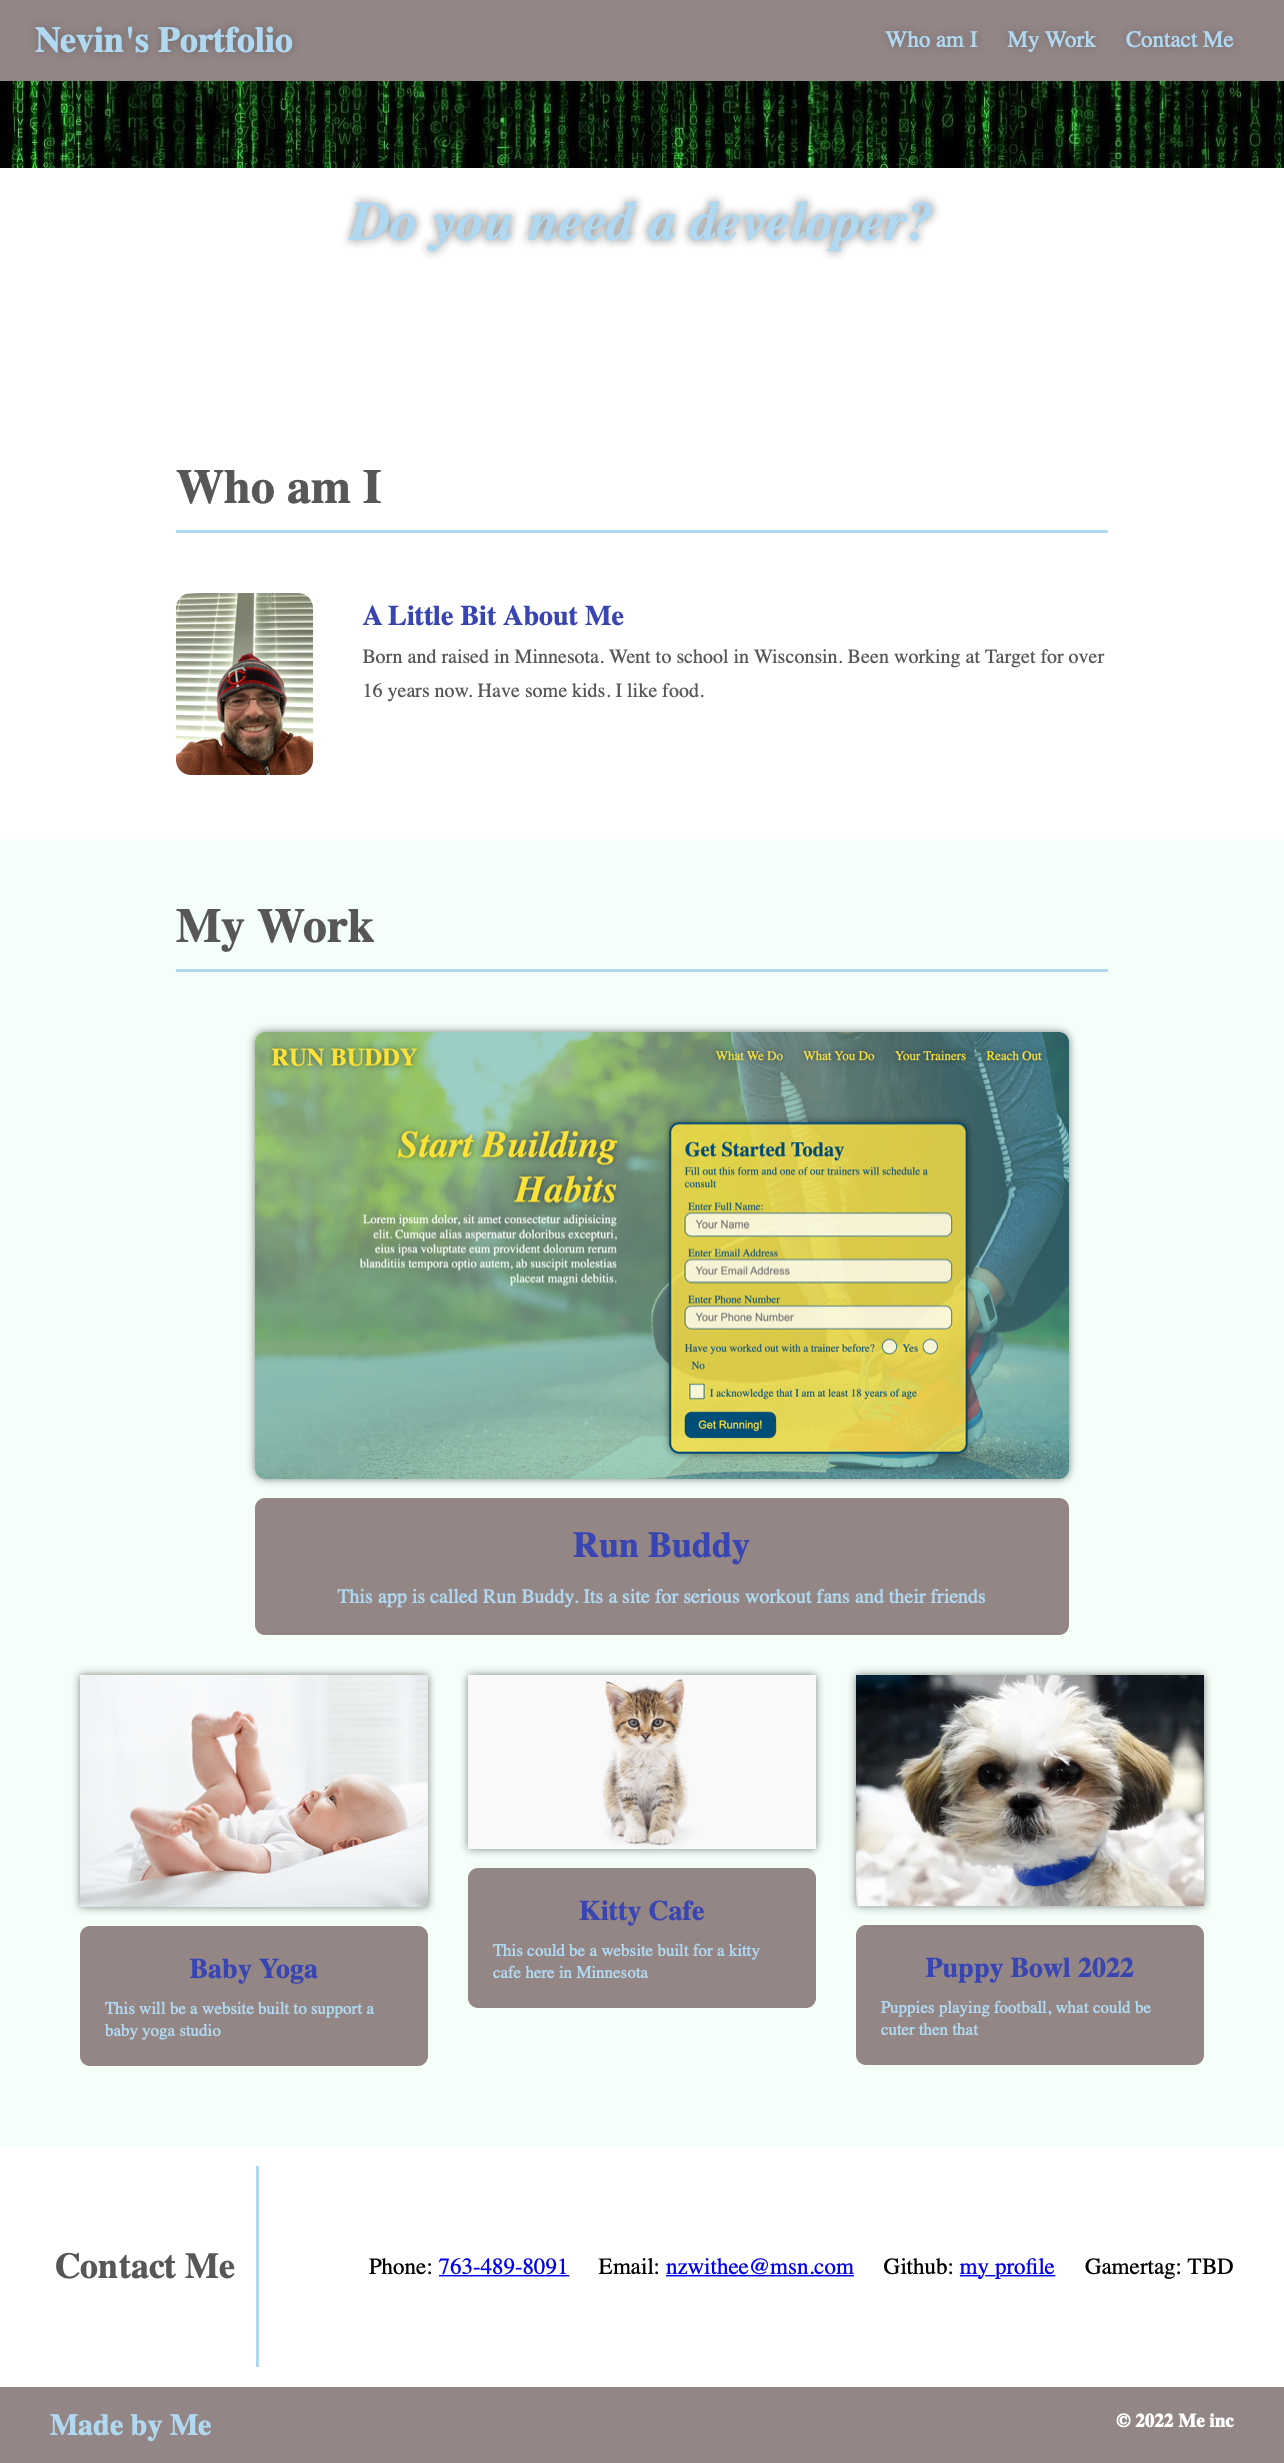 Nevin's Portfolio
Who am I My Work Contact Me
Do you need a developer?
Who am I
A Little Bit About Me
Born and raised in Minnesota. Went to school in Wisconsin. Been working at Target for over
16 years now. Have some kids. I like food.
My Work
RUN BUDDY
What We Do What You Do Your Trainers Reach Out
Start Building
Habits
Lorem ipsum dolor, sit amet consectetur adipisicing
elit. Cumque alias aspernatur doloribus excepturi,
eius ipsa voluptate eum provident dolorum rerum
blanditiis tempora optio autem, ab suscipit molestias
placeat magni debitis.
Get Started Today
Fill out this form and one of our trainers will schedule a
consult
Enter Full Name:
Your Name
Enter Email Address
Your Email Address
Enter Phone Number
Your Phone Number
Have you worked out with a trainer before? Yes
No
I acknowledge that I am at least 18 years of age
Get Running!
Run Buddy
This app is called Run Buddy. Its a site for serious workout fans and their friends
Baby Yoga
This will be a website built to support a
baby yoga studio
Kitty Cafe
This could be a website built for a kitty
cafe here in Minnesota
Puppy Bowl 2022
Puppies playing football, what could be
cuter then that
Contact Me
Phone: 763-489-8091 Email: nzwithee@msn.com Github: my profile Gamertag: TBD
Made by Me
© 2022 Me inc